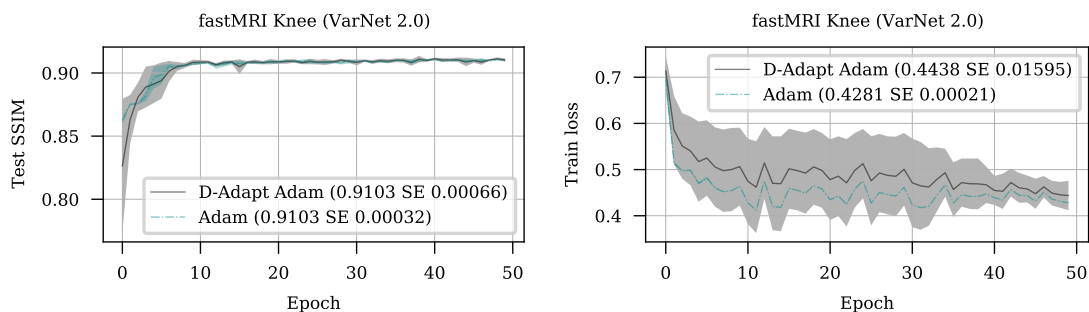 fastMRI Knee (VarNet 2.0)
Test SSIM
0.90
0.85
0.80
D-Adapt Adam (0.9103 SE 0.00066)
Adam (0.9103 SE 0.00032)
0 10 20 30 40 50
Epoch
fastMRI Knee (VarNet 2.0)
Train loss
0.7
0.6
0.5
0.4
D-Adapt Adam (0.4438 SE 0.01595)
Adam (0.4281 SE 0.00021)
0 10 20 30 40 50
Epoch